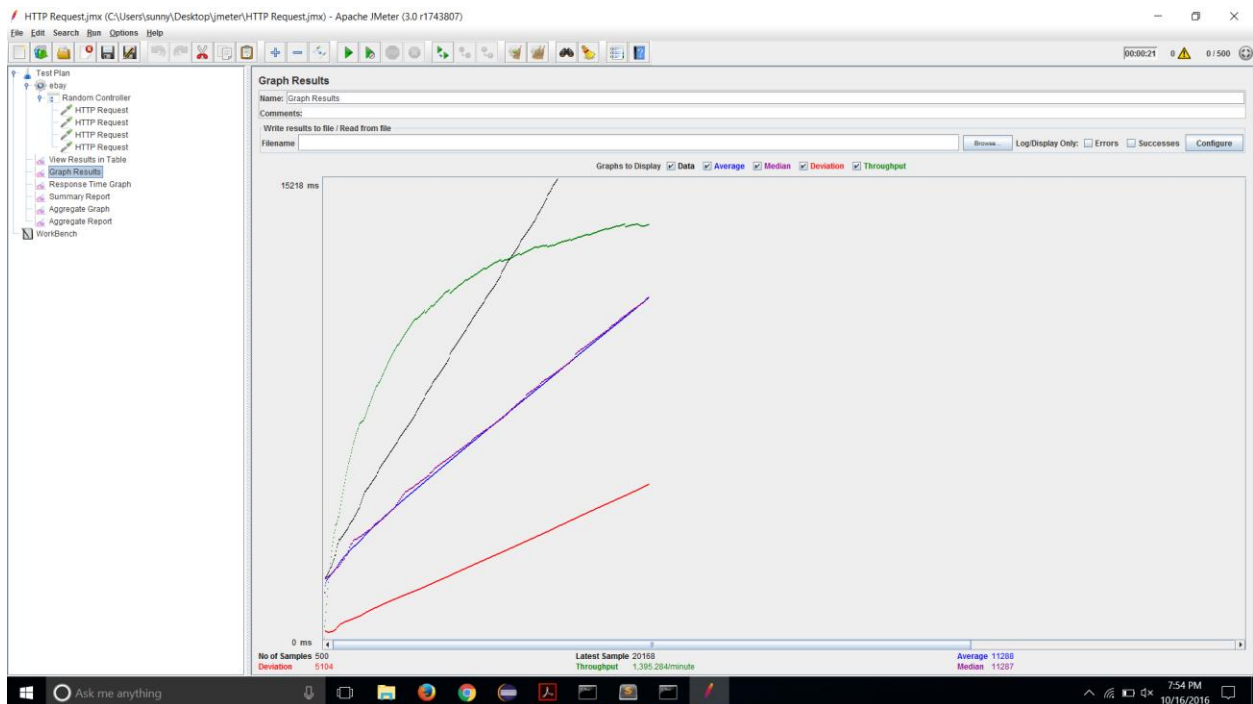 HTTP Request.jmx (C:\Users\sunny\Desktop\jmeter\HTTP Request.jmx) - Apache JMeter (3.0 r1743807)
File Edit Search Run Options Help
00:00:21 0 0 / 500
Test Plan
ebay
Random Controller
HTTP Request
HTTP Request
HTTP Request
HTTP Request
View Results in Table
Graph Results
Response Time Graph
Summary Report
Aggregate Graph
Aggregate Report
WorkBench
Graph Results
Name: Graph Results
Comments:
Write results to file / Read from file
Filename Browse... Log/Display Only: Errors Successes Configure
Graphs to Display Data Average Median Deviation Throughput
15218 ms
0 ms
No of Samples 500 Latest Sample 20168 Average 11288
Deviation 5104 Throughput 1,395.284/minute Median 11287
Ask me anything
7:54 PM
10/16/2016